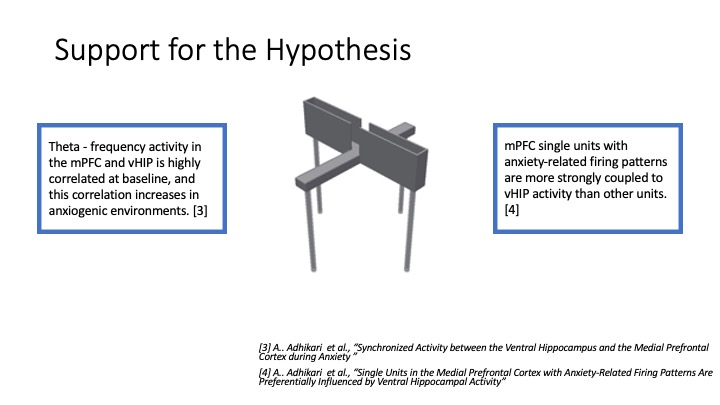 Support for the Hypothesis
Theta - frequency activity in
the mPFC and vHIP is highly
correlated at baseline, and
this correlation increases in
anxiogenic environments. [3]
mPFC single units with
anxiety-related firing patterns
are more strongly coupled to
vHIP activity than other units.
[4]
[3] A.. Adhikari et al., “Synchronized Activity between the Ventral Hippocampus and the Medial Prefrontal
Cortex during Anxiety ”
[4] A.. Adhikari et al., “Single Units in the Medial Prefrontal Cortex with Anxiety-Related Firing Patterns Are
Preferentially Influenced by Ventral Hippocampal Activity”